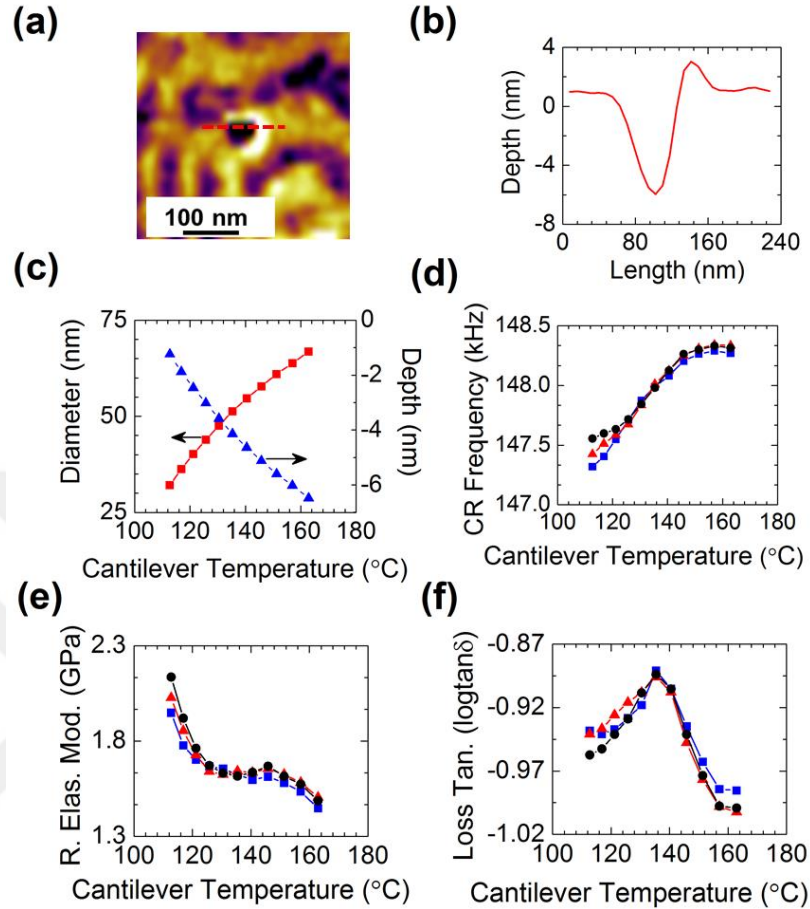 (a)
100 nm
(b)
Depth (nm)
4
0
-4
-8
0 80 160 240
Length (nm)
(c)
Diameter (nm)
75
50
25
Depth (nm)
0
-2
-4
-6
100 120 140 160 180
Cantilever Temperature (°C)
(d)
CR Frequency (kHz)
148.5
148.0
147.5
147.0
100 120 140 160 180
Cantilever Temperature (°C)
(e)
R. Elas. Mod. (GPa)
2.3
1.8
1.3
100 120 140 160 180
Cantilever Temperature (°C)
(f)
Loss Tan. (logtanδ)
-0.87
-0.92
-0.97
-1.02
100 120 140 160 180
Cantilever Temperature (°C)